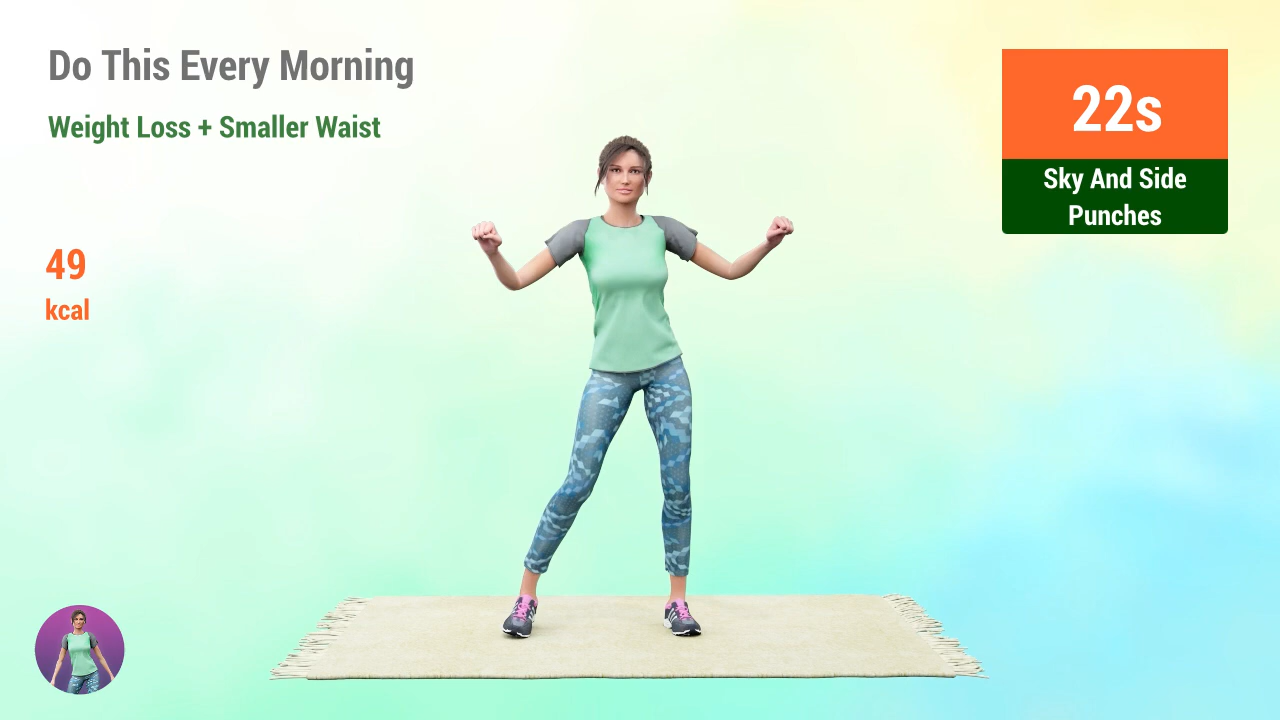 Do This Every Morning
Weight Loss + Smaller Waist
22s
Sky And Side
Punches
49
kcal